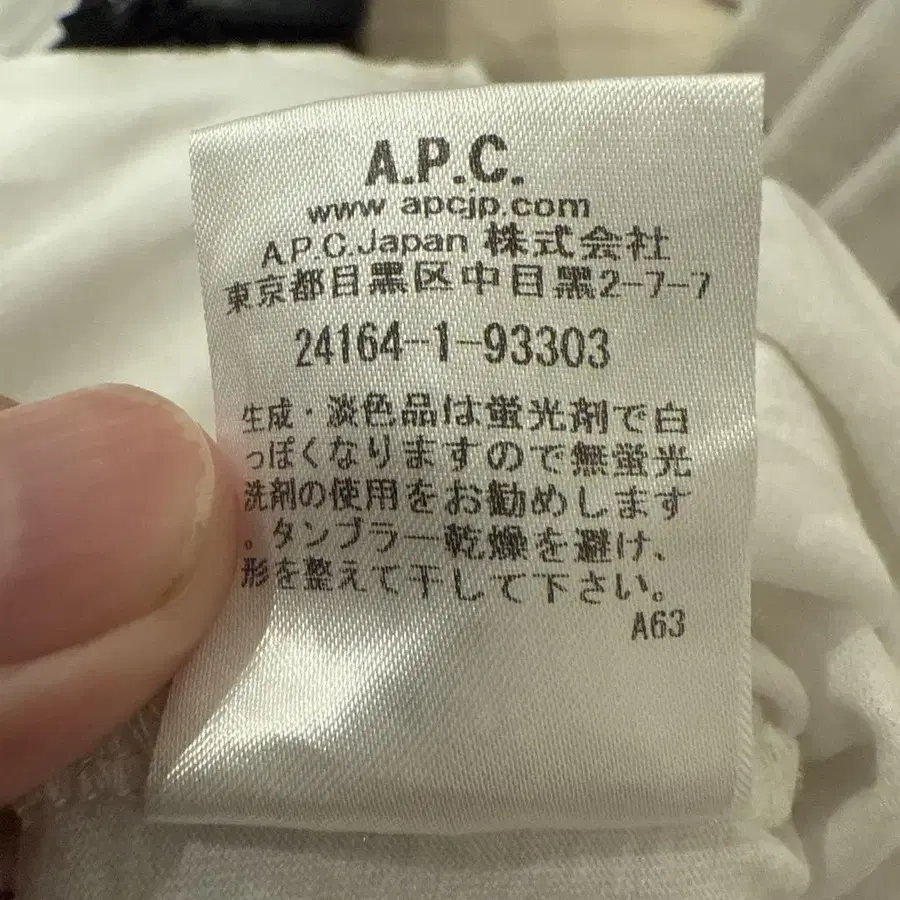 A.P.C.
www apcjp.com
A.P.C.Japan 株式会社
東京都目黒区中目黒2-7-7
24164-1-93303
生成・淡色品は蛍光剤で白
っぽくなりますので無蛍光
洗剤の使用をお勧めします
。タンブラー乾燥を避け、
形を整えて干して下さい。
A63